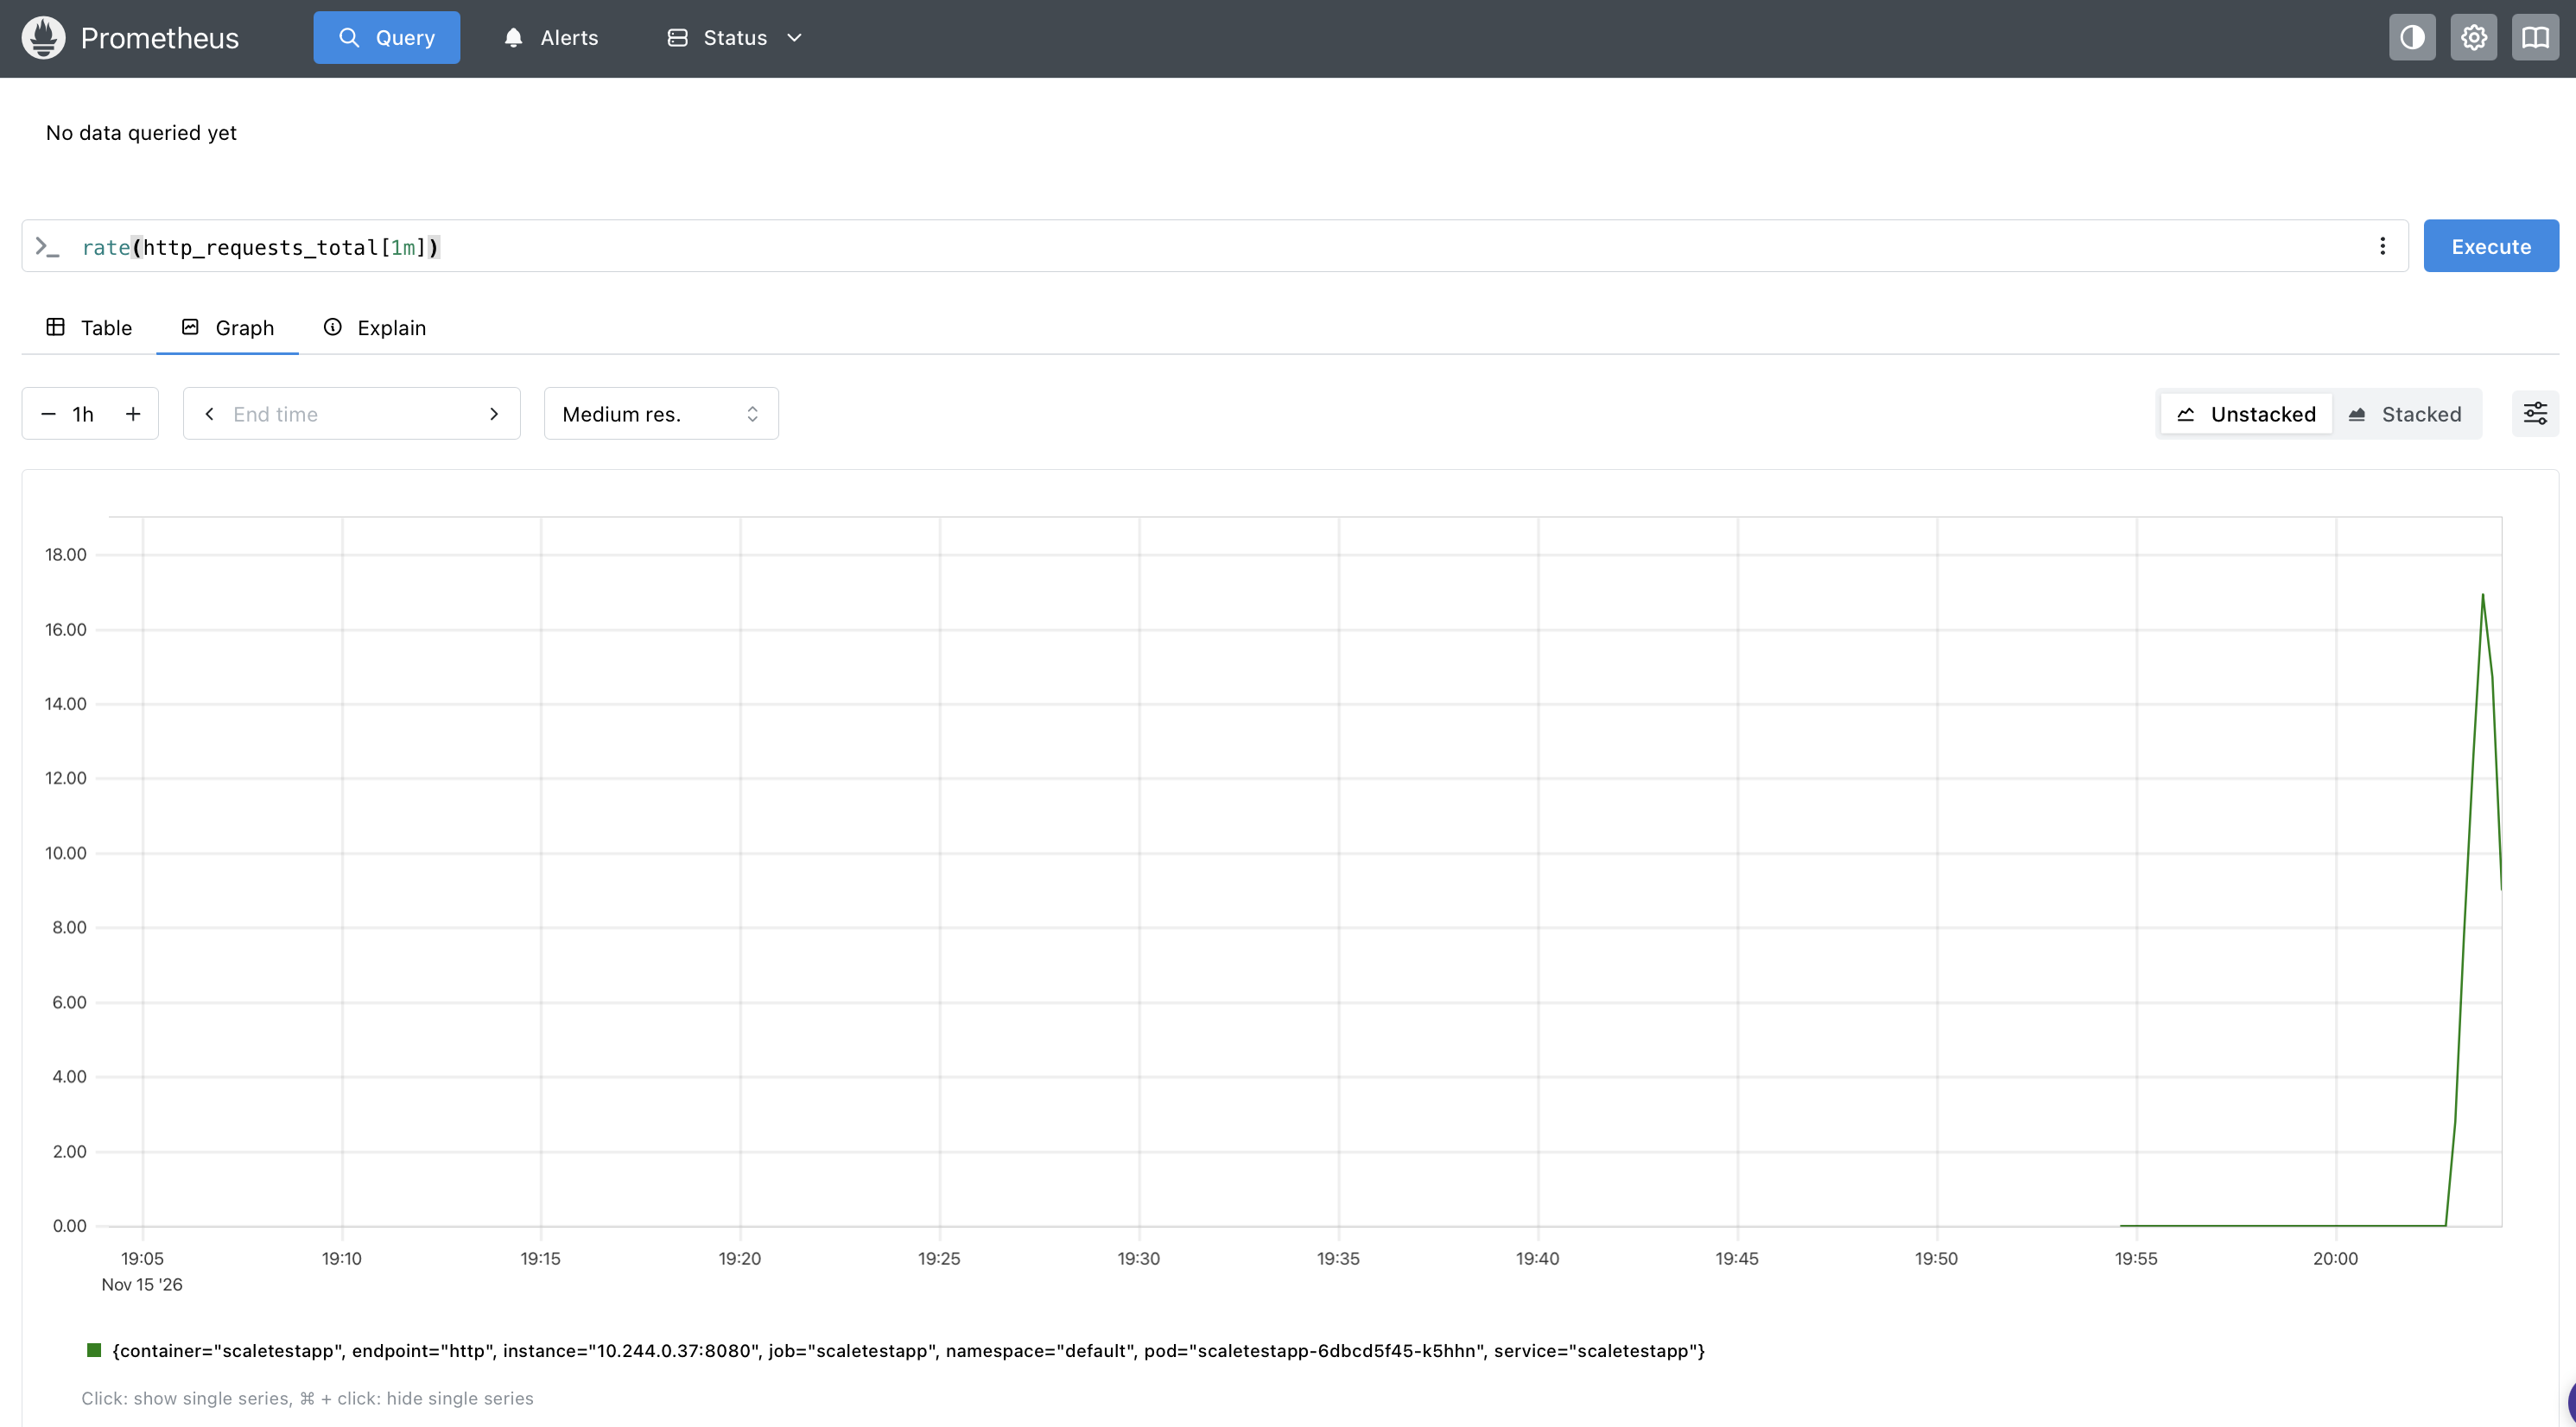 Prometheus Query Alerts Status
No data queried yet
rate(http_requests_total[1m])
Execute
Table Graph Explain
1h End time Medium res. Unstacked Stacked
18.00
16.00
14.00
12.00
10.00
8.00
6.00
4.00
2.00
0.00
19:05 19:10 19:15 19:20 19:25 19:30 19:35 19:40 19:45 19:50 19:55 20:00
Nov 15 '26
{container="scaletestapp", endpoint="http", instance="10.244.0.37:8080", job="scaletestapp", namespace="default", pod="scaletestapp-6dbcd5f45-k5hhn", service="scaletestapp"}
Click: show single series, ⌘ + click: hide single series